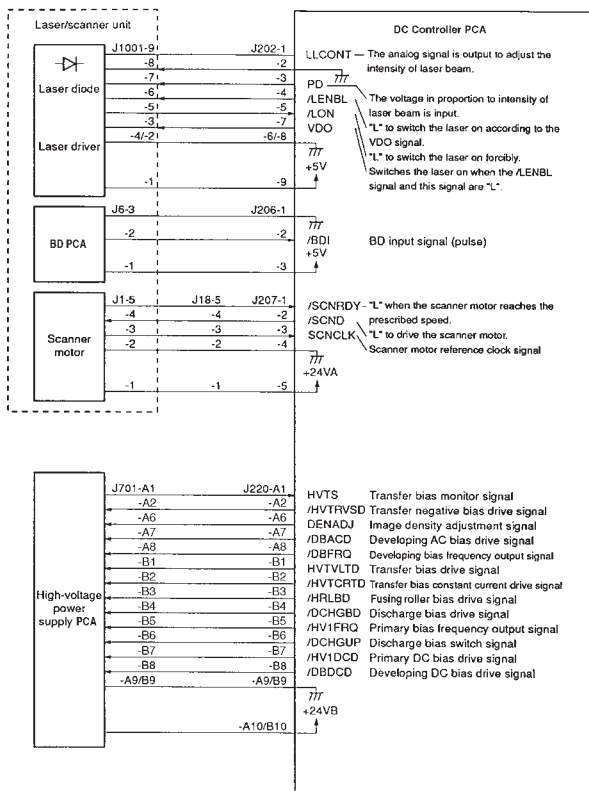 Laser/scanner unit
DC Controller PCA
J1001-9 J202-1 LLCONT The analog signal is output to adjust the
-8 -2 intensity of laser beam.
-7 -3 PD
Laser diode
-6 -4 /LENBL The voltage in proportion to intensity of
-5 -5 /LON laser beam is input.
-3 -7 VDO "L" to switch the laser on according to the
Laser driver -4/-2 -6/-8 VDO signal.
"L" to switch the laser on forcibly.
+5V Switches the laser on when the /LENBL
-1 -9 signal and this signal are "L".
J6-3 J206-1
BD PCA -2 -2 /BDI BD input signal (pulse)
+5V
-1 -3
J1-5 J18-5 J207-1 /SCNRDY "L" when the scanner motor reaches the
-4 -4 -2 /SCND prescribed speed.
-3 -3 -3 SCNCLK "L" to drive the scanner motor.
Scanner motor -2 -2 -4 Scanner motor reference clock signal
+24VA
-1 -1 -5
J701-A1 J220-A1 HVTS Transfer bias monitor signal
-A2 -A2 /HVTRVSD Transfer negative bias drive signal
-A6 -A6 DENADJ Image density adjustment signal
-A7 -A7 /DBACD Developing AC bias drive signal
-A8 -A8 /DBFRQ Developing bias frequency output signal
-B1 -B1 HVTVLTD Transfer bias drive signal
-B2 -B2 /HVTCRTD Transfer bias constant current drive signal
High-voltage -B3 -B3 /HRLBD Fusing roller bias drive signal
power -B4 -B4 /DCHGBD Discharge bias drive signal
supply PCA -B5 -B5 /HV1FRQ Primary bias frequency output signal
-B6 -B6 /DCHGUP Discharge bias switch signal
-B7 -B7 /HV1DCD Primary DC bias drive signal
-B8 -B8 /DBDCD Developing DC bias drive signal
-A9/B9 -A9/B9
+24VB
-A10/B10